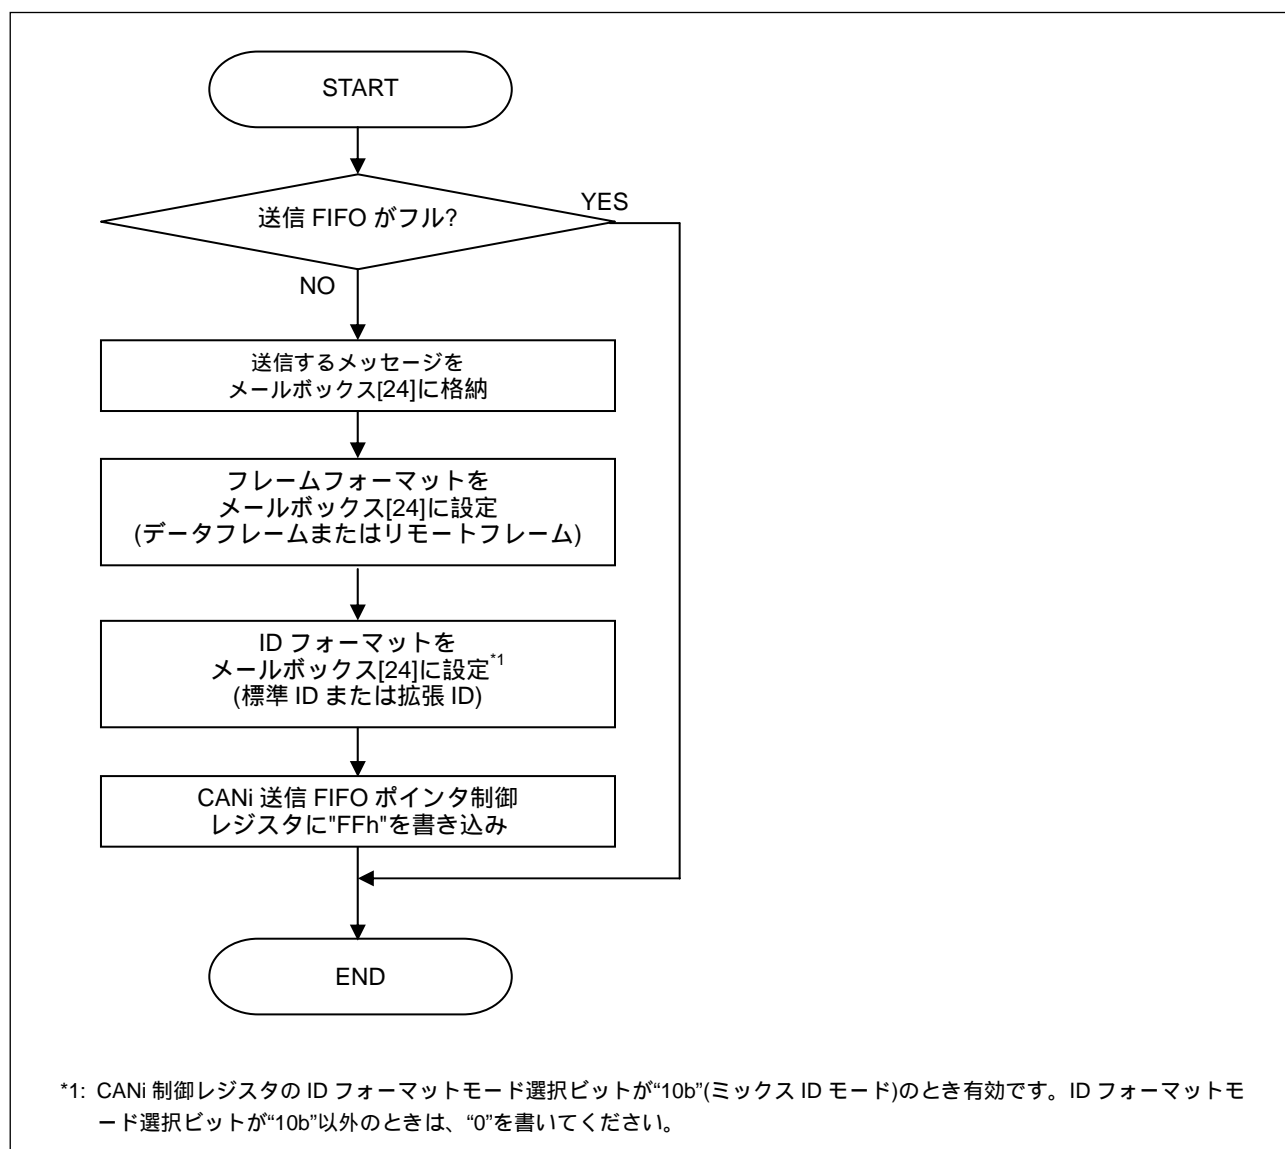 START
送信 FIFO がフル?
YES
NO
送信するメッセージを
メールボックス[24]に格納
フレームフォーマットを
メールボックス[24]に設定
(データフレームまたはリモートフレーム)
ID フォーマットを
メールボックス[24]に設定*1
(標準 ID または拡張 ID)
CANi 送信 FIFO ポインタ制御
レジスタに"FFh"を書き込み
END
*1: CANi 制御レジスタの ID フォーマットモード選択ビットが“10b”(ミックス ID モード)のとき有効です。ID フォーマットモ
ード選択ビットが“10b”以外のときは、“0”を書いてください。